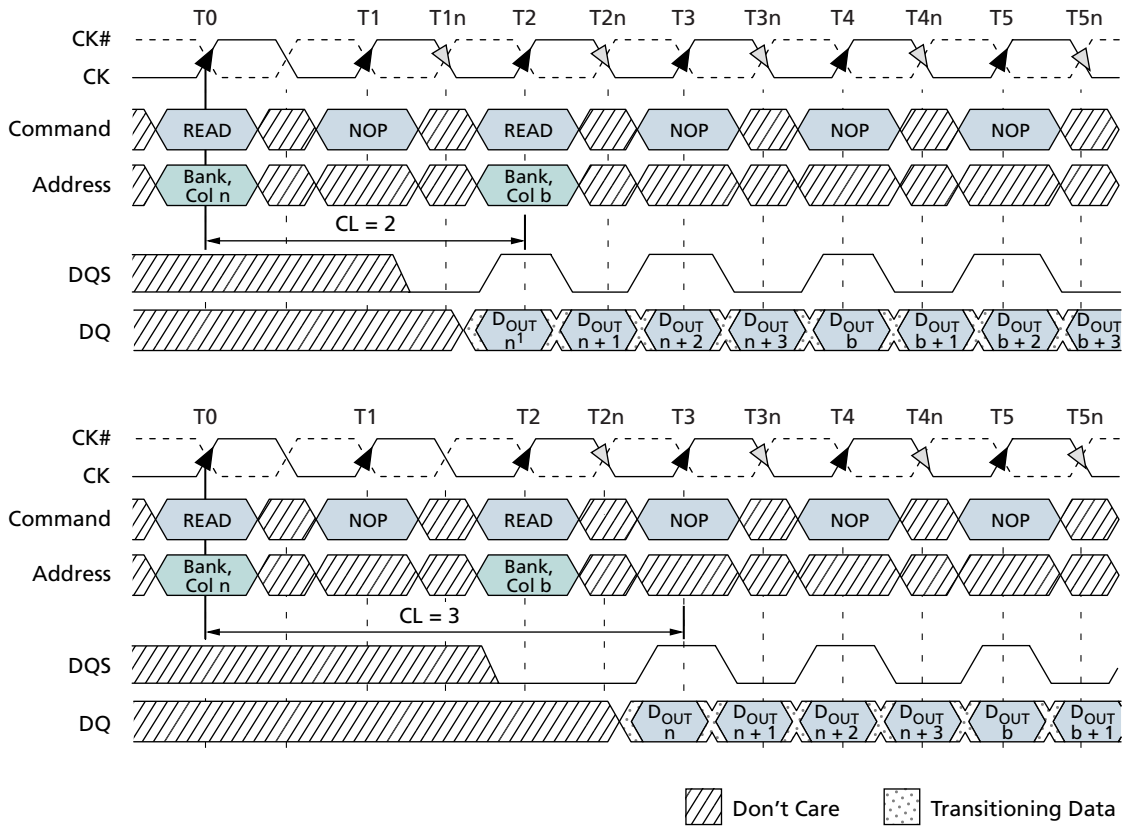 T0 T1 T1n T2 T2n T3 T3n T4 T4n T5 T5n
CK#
CK
Command READ NOP READ NOP NOP NOP
Address Bank, Col n Bank, Col b
CL = 2
DQS
DQ DOUT n1 DOUT n + 1 DOUT n + 2 DOUT n + 3 DOUT b DOUT b + 1 DOUT b + 2 DOUT b + 3
T0 T1 T2 T2n T3 T3n T4 T4n T5 T5n
CK#
CK
Command READ NOP READ NOP NOP NOP
Address Bank, Col n Bank, Col b
CL = 3
DQS
DQ DOUT n DOUT n + 1 DOUT n + 2 DOUT n + 3 DOUT b DOUT b + 1
Don't Care Transitioning Data